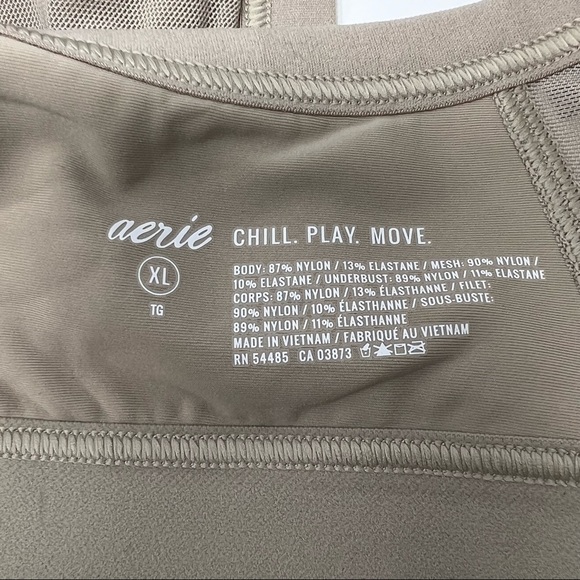 aerie CHILL. PLAY. MOVE.
XL
TG
BODY: 87% NYLON / 13% ELASTANE / MESH: 90% NYLON /
10% ELASTANE / UNDERBUST: 89% NYLON / 11% ELASTANE
CORPS: 87% NYLON / 13% ÉLASTHANNE / FILET:
90% NYLON / 10% ÉLASTHANNE / SOUS-BUSTE:
89% NYLON / 11% ÉLASTHANNE
MADE IN VIETNAM / FABRIQUÉ AU VIETNAM
RN 54485 CA 03873